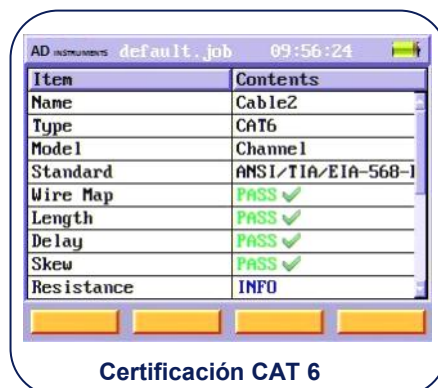 AD INSTRUMENTS default.job 09:56:24
Item Contents
Name Cable2
Type CAT6
Model Channel
Standard ANSI/TIA/EIA-568-
Wire Map PASS
Length PASS
Delay PASS
Skew PASS
Resistance INFO
Certificación CAT 6